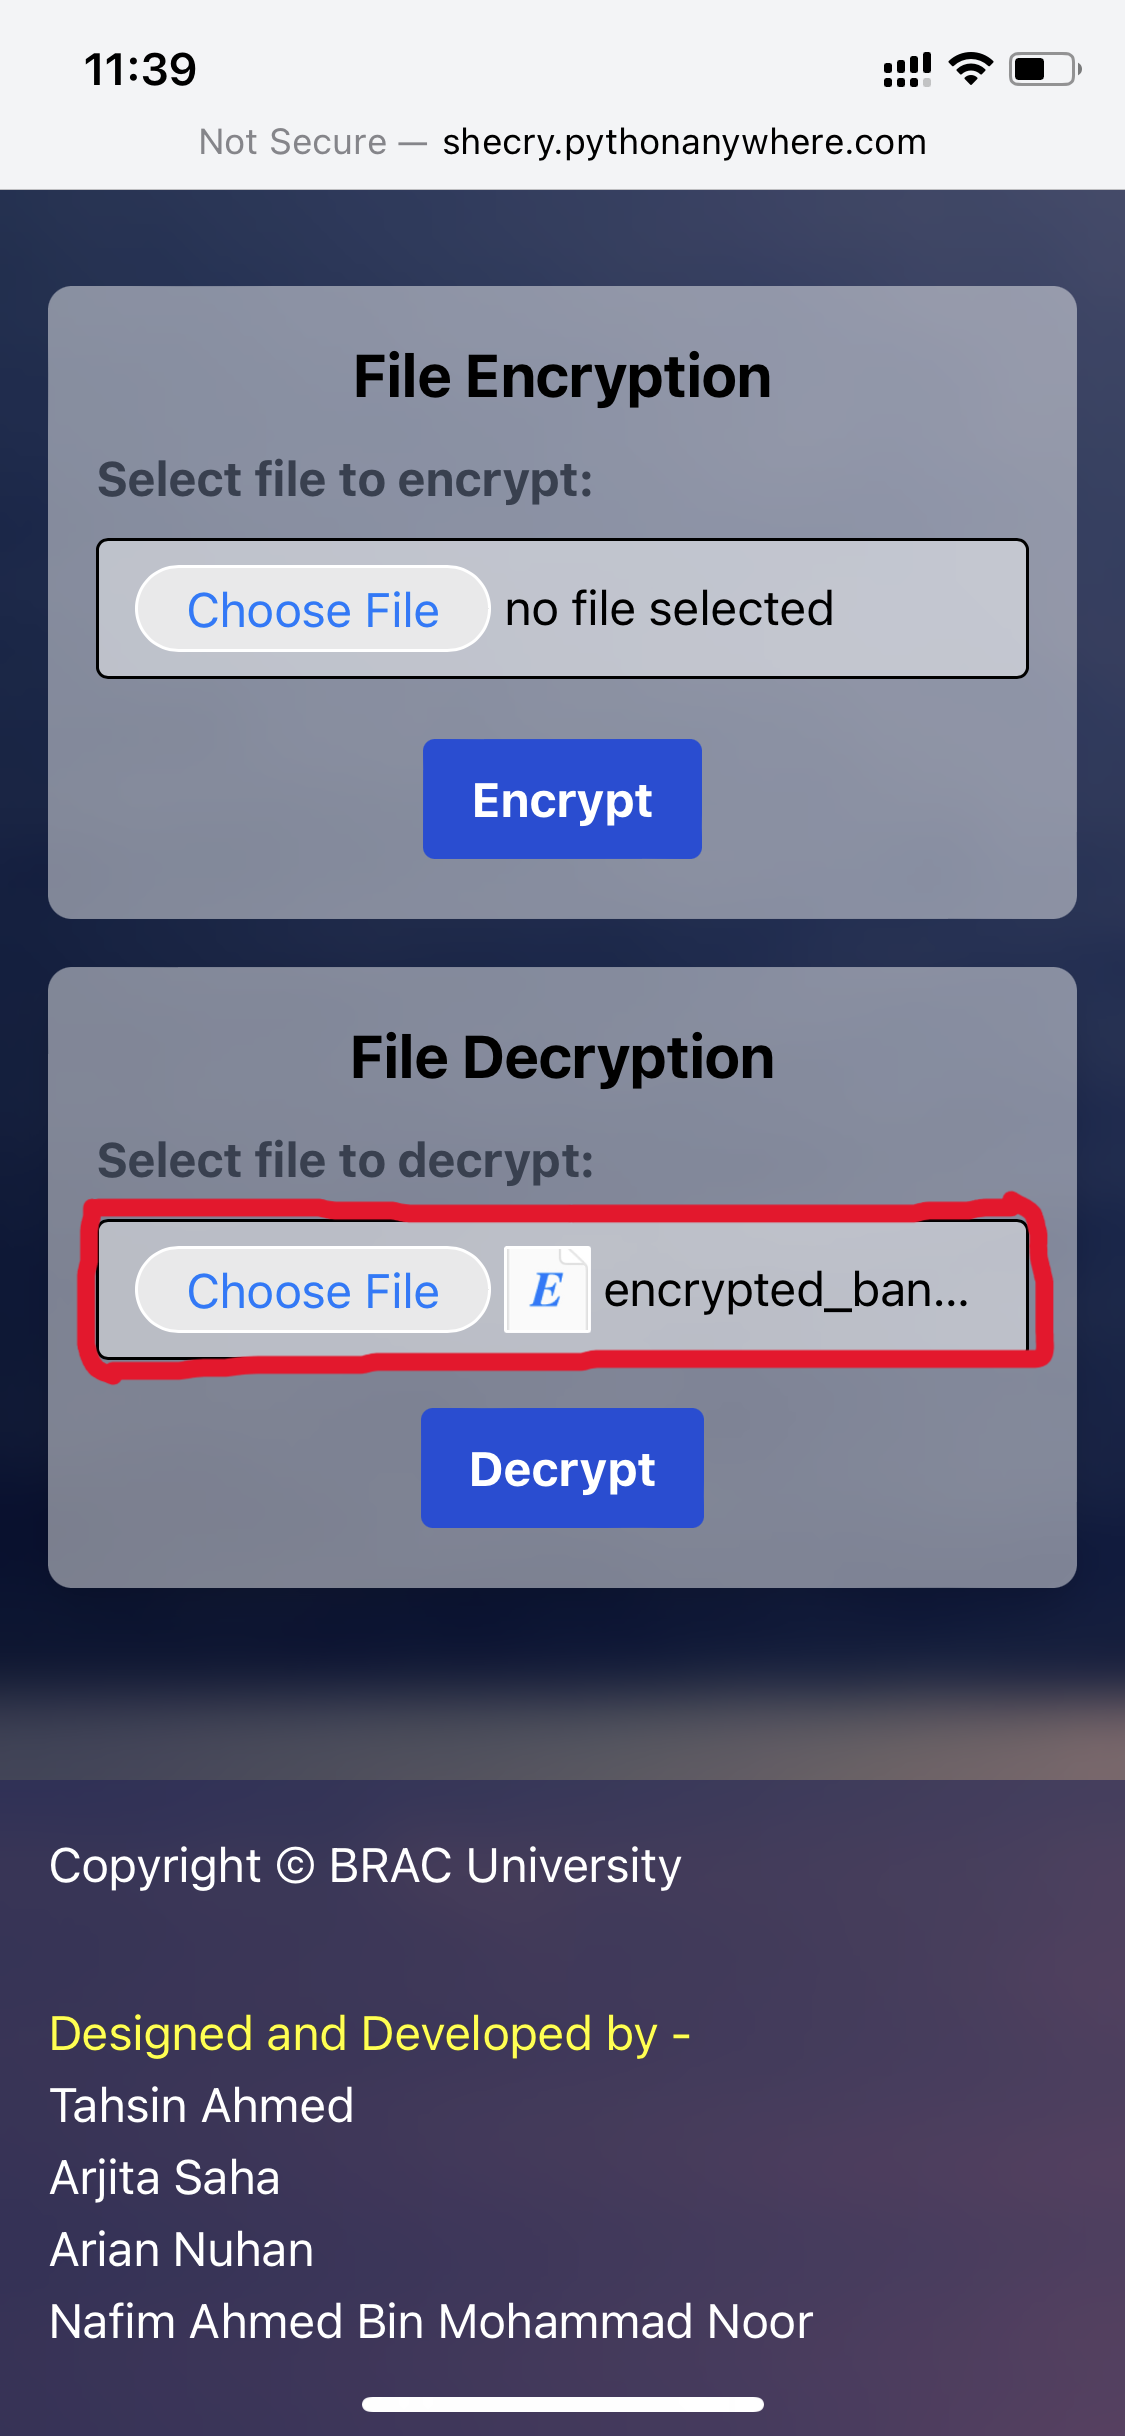 11:39
Not Secure — shecry.pythonanywhere.com
File Encryption
Select file to encrypt:
Choose File no file selected
Encrypt
File Decryption
Select file to decrypt:
Choose File E encrypted_ban...
Decrypt
Copyright © BRAC University
Designed and Developed by -
Tahsin Ahmed
Arjita Saha
Arian Nuhan
Nafim Ahmed Bin Mohammad Noor